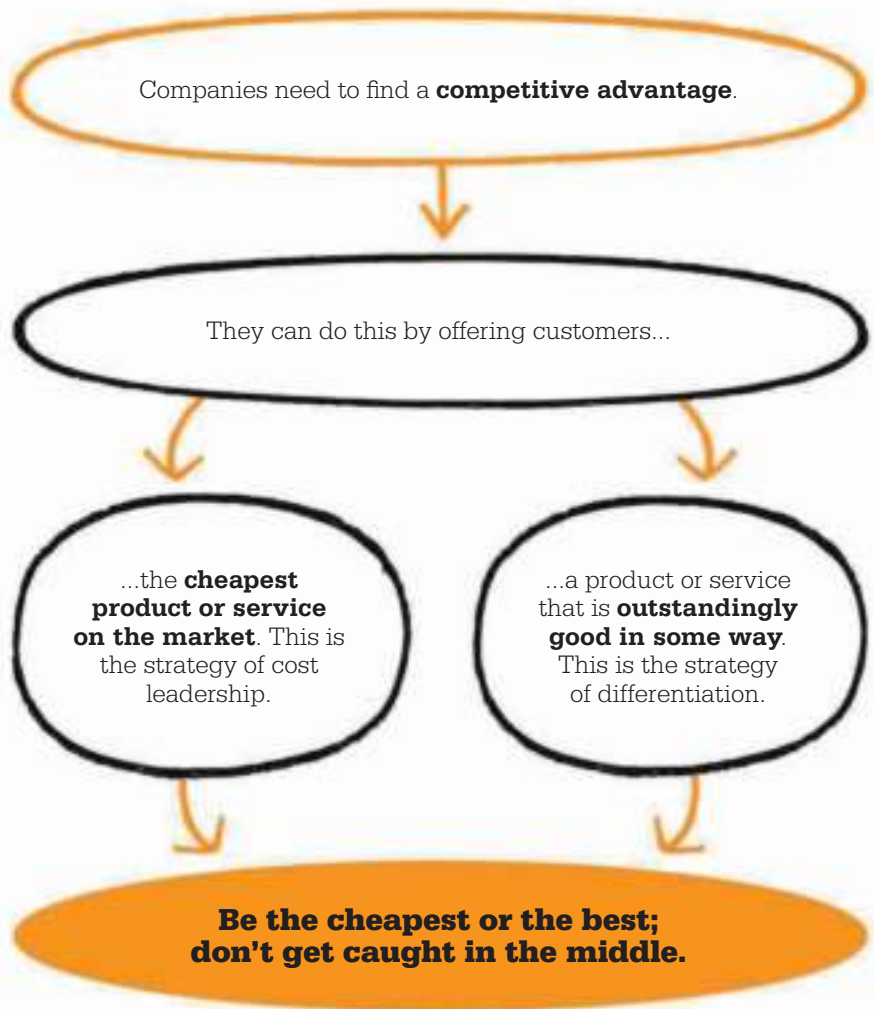 Companies need to find a competitive advantage.
They can do this by offering customers...
...the cheapest
product or service
on the market. This is
the strategy of cost
leadership.
...a product or service
that is outstandingly
good in some way.
This is the strategy
of differentiation.
Be the cheapest or the best;
don't get caught in the middle.